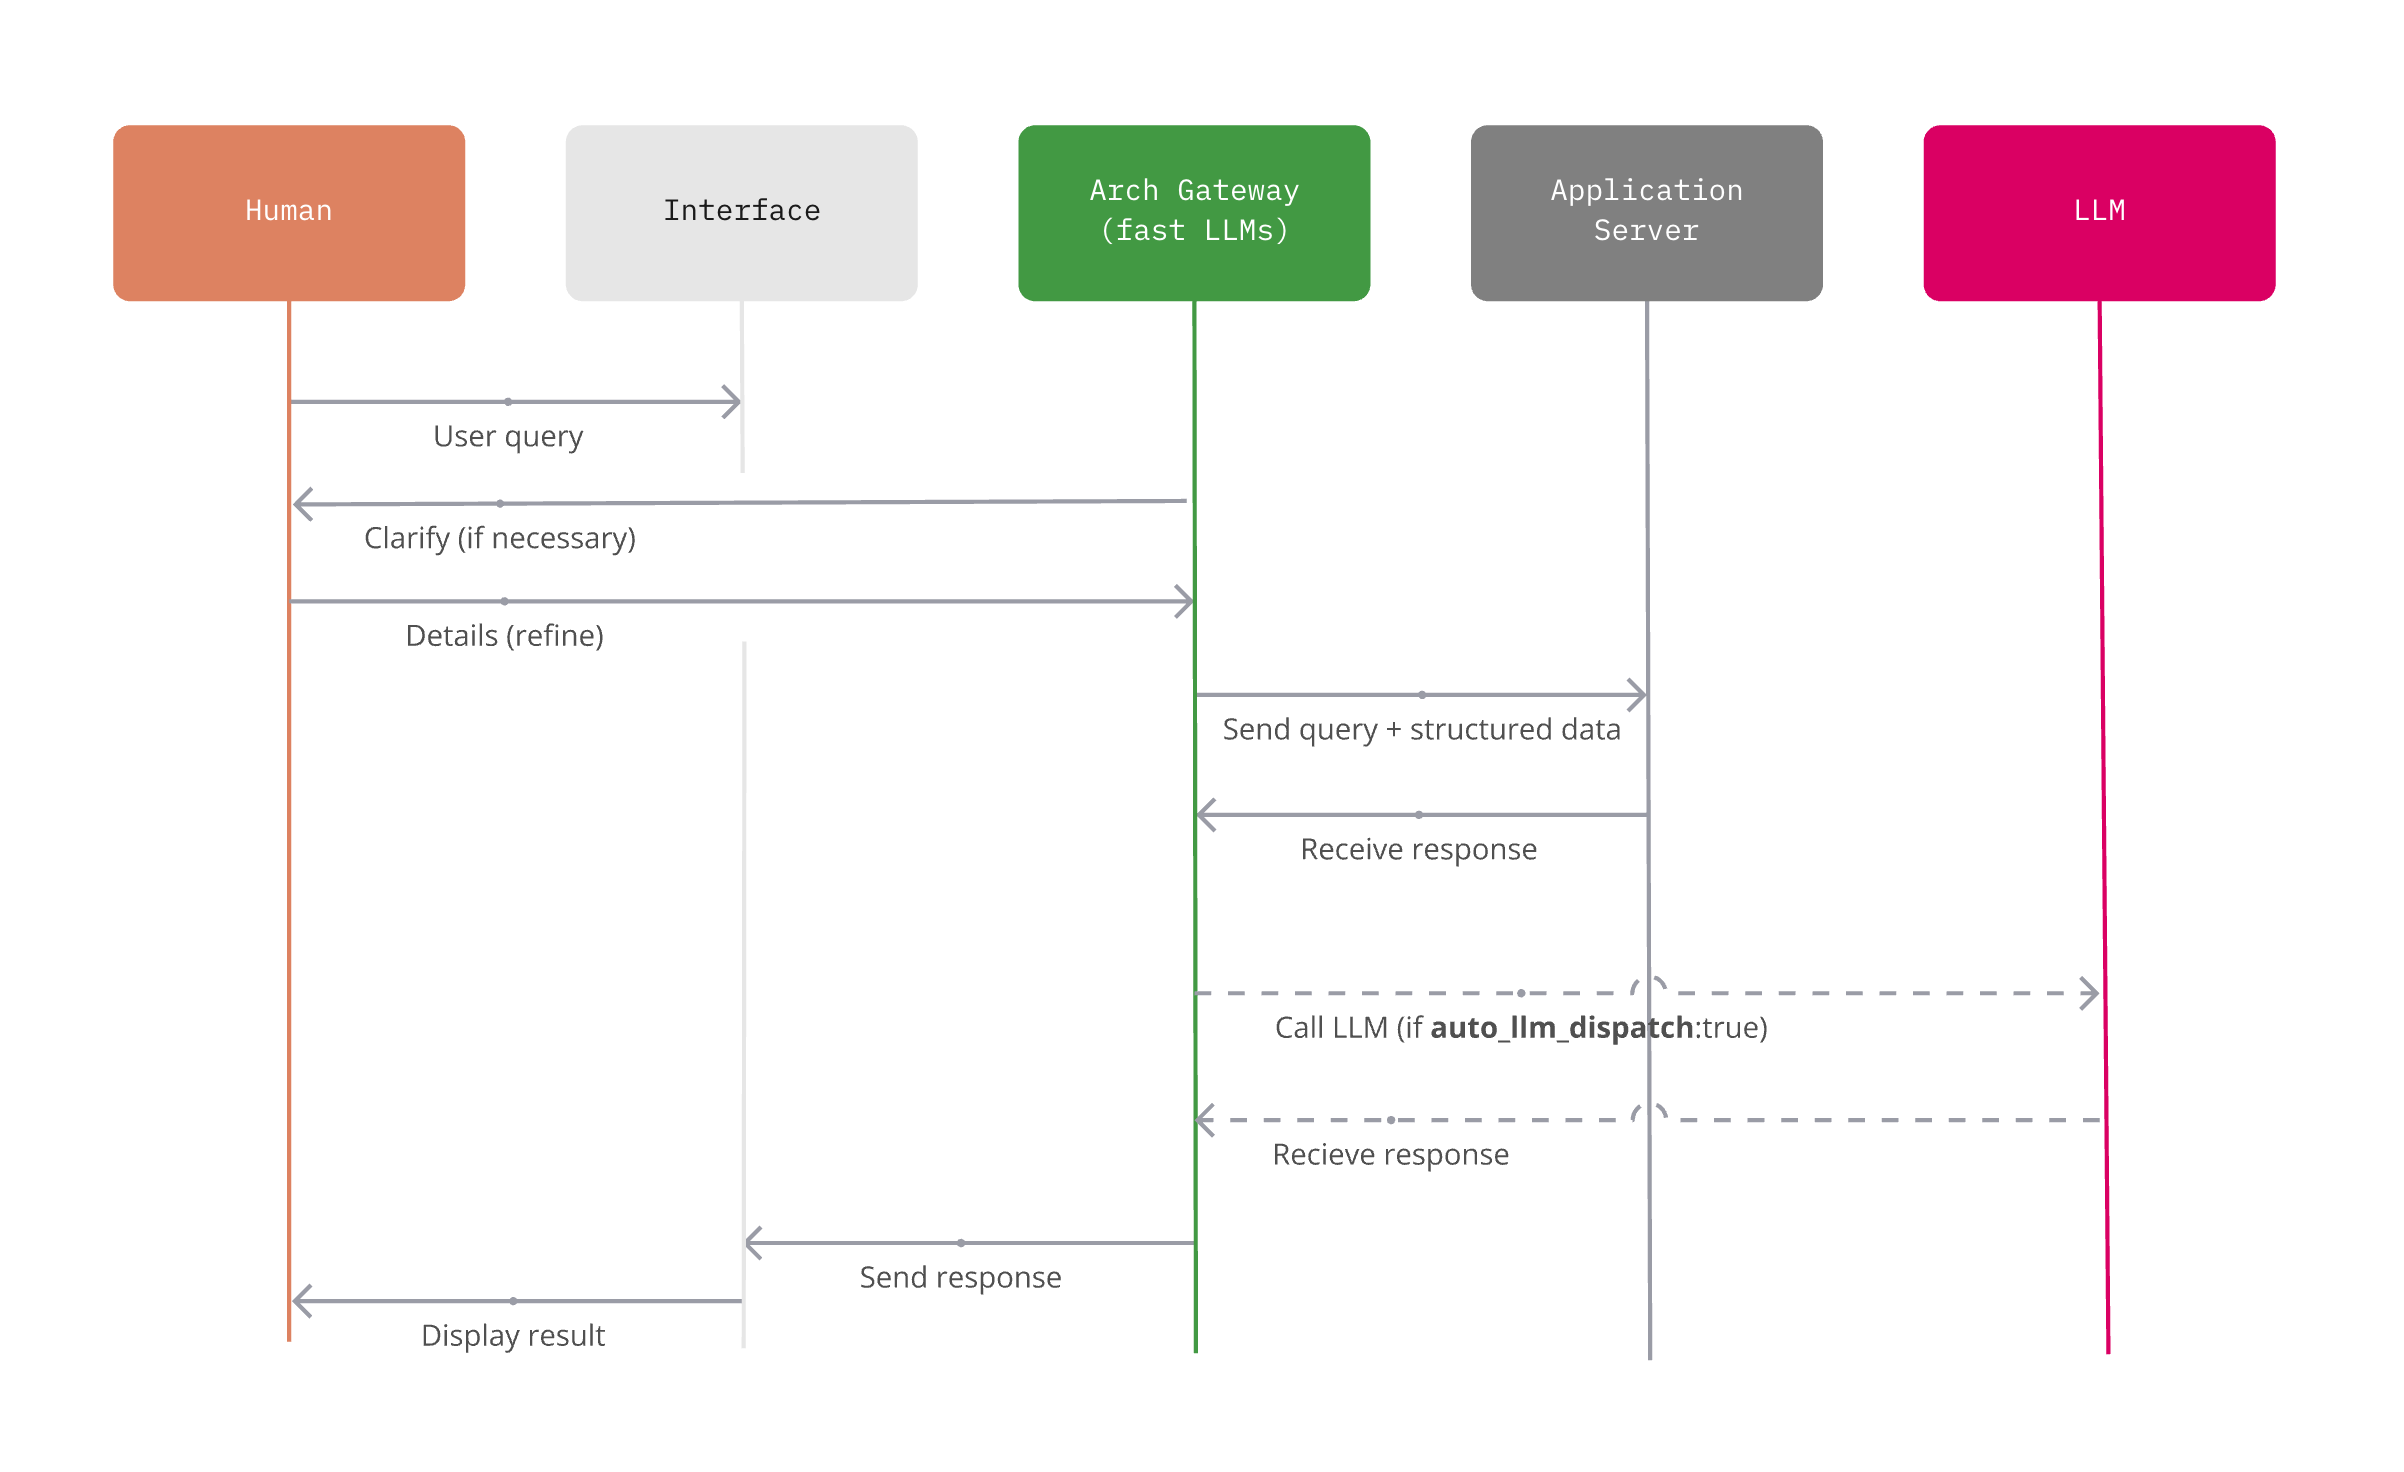 Human
Interface
Arch Gateway
(fast LLMs)
Application
Server
LLM
User query
Clarify (if necessary)
Details (refine)
Send query + structured data
Receive response
Call LLM (if auto_llm_dispatch:true)
Recieve response
Send response
Display result